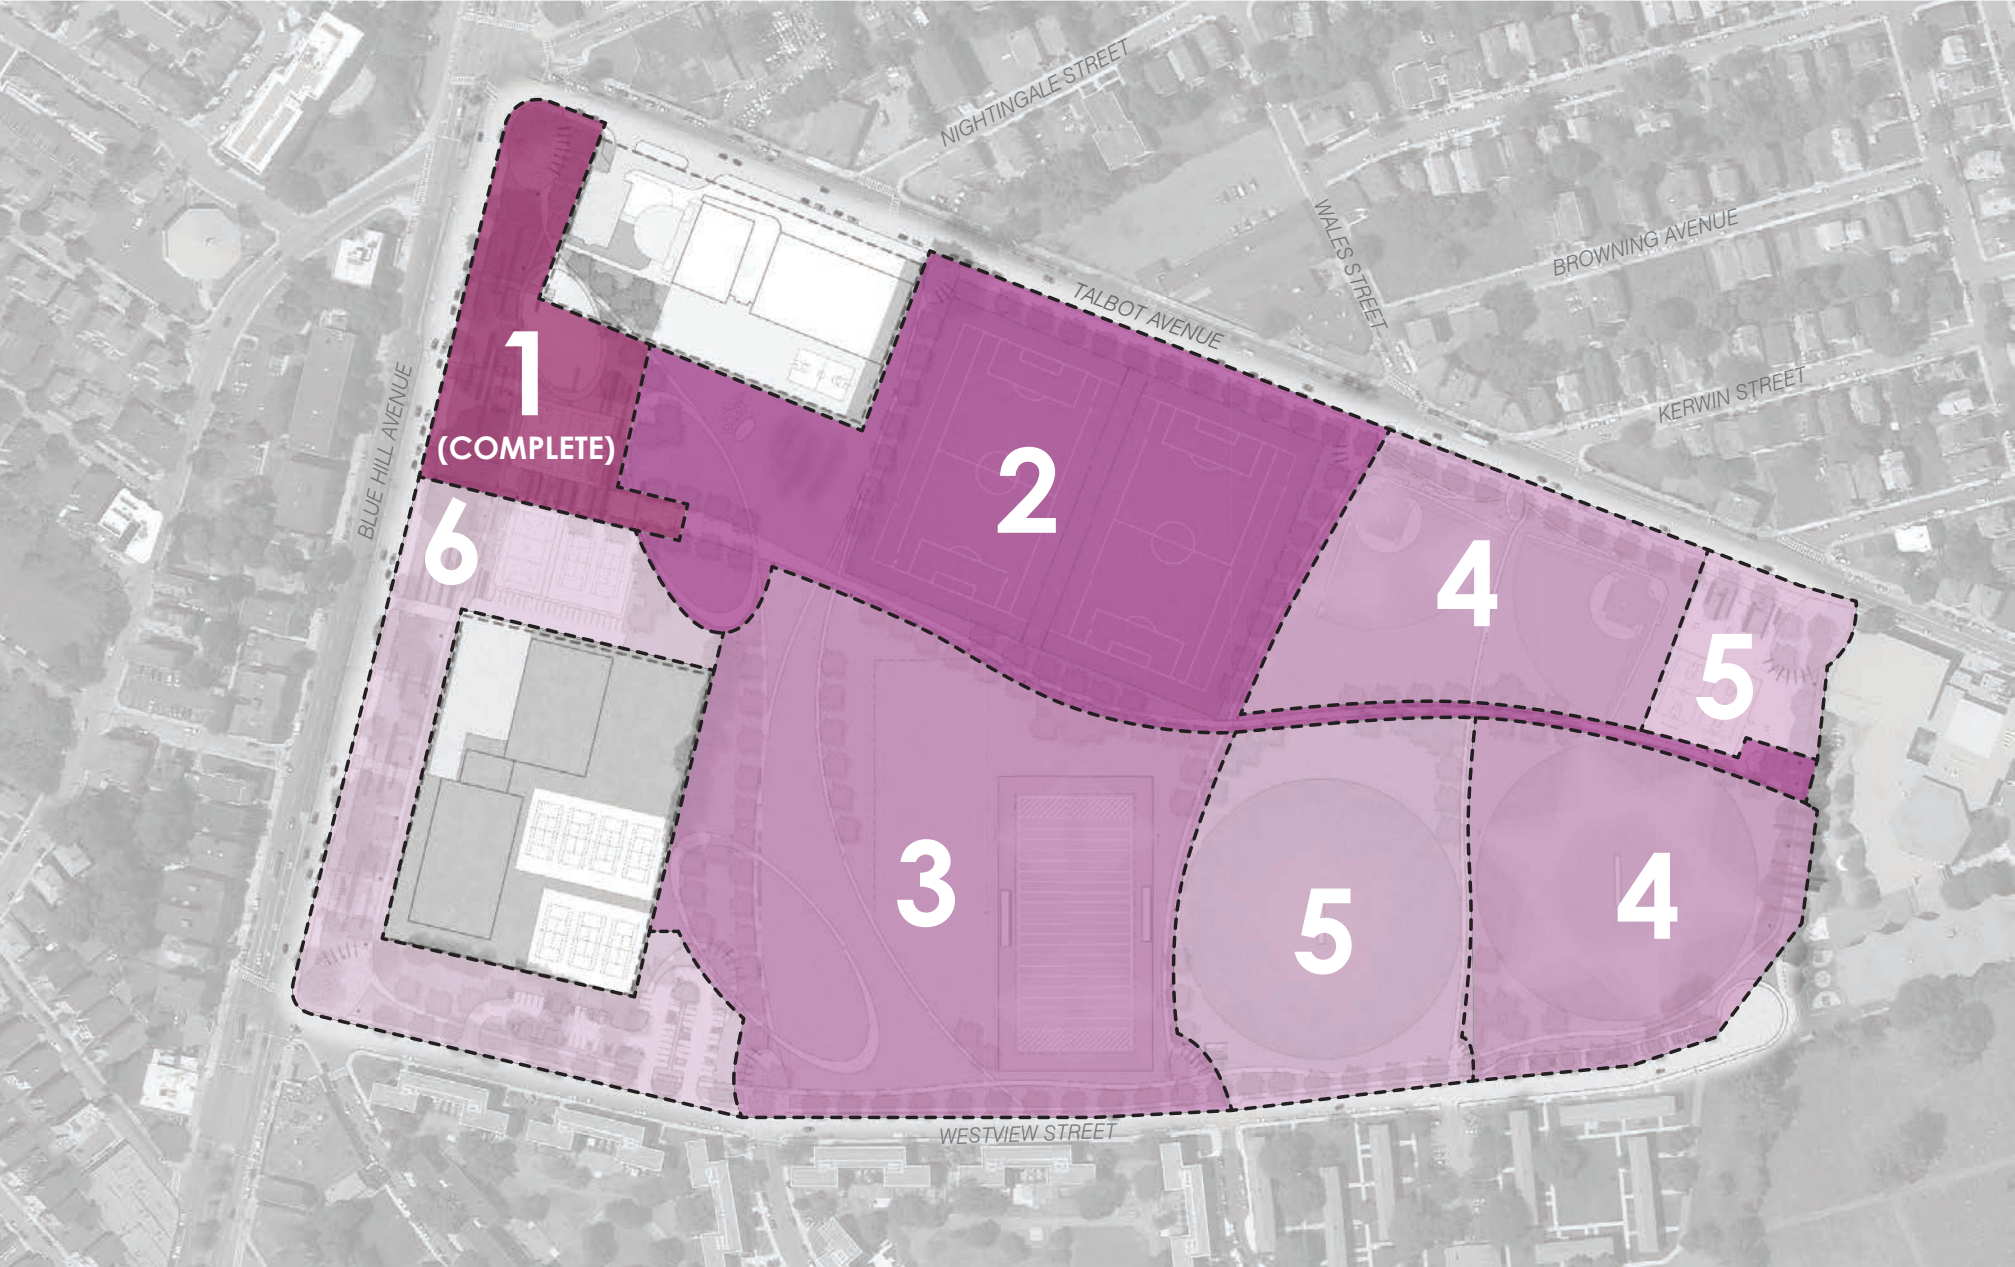 NIGHTINGALE STREET
WALES STREET
BROWNING AVENUE
TALBOT AVENUE
KERWIN STREET
BLUE HILL AVENUE
1
(COMPLETE)
2
6
4
5
3
5
4
WESTVIEW STREET